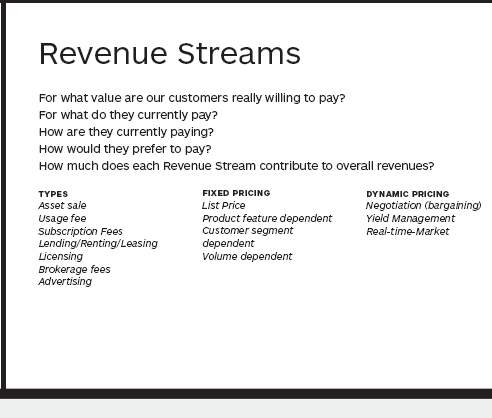 Revenue Streams
For what value are our customers really willing to pay?
For what do they currently pay?
How are they currently paying?
How would they prefer to pay?
How much does each Revenue Stream contribute to overall revenues?
TYPES
Asset sale
Usage fee
Subscription Fees
Lending/Renting/Leasing
Licensing
Brokerage fees
Advertising
FIXED PRICING
List Price
Product feature dependent
Customer segment
dependent
Volume dependent
DYNAMIC PRICING
Negotiation (bargaining)
Yield Management
Real-time-Market